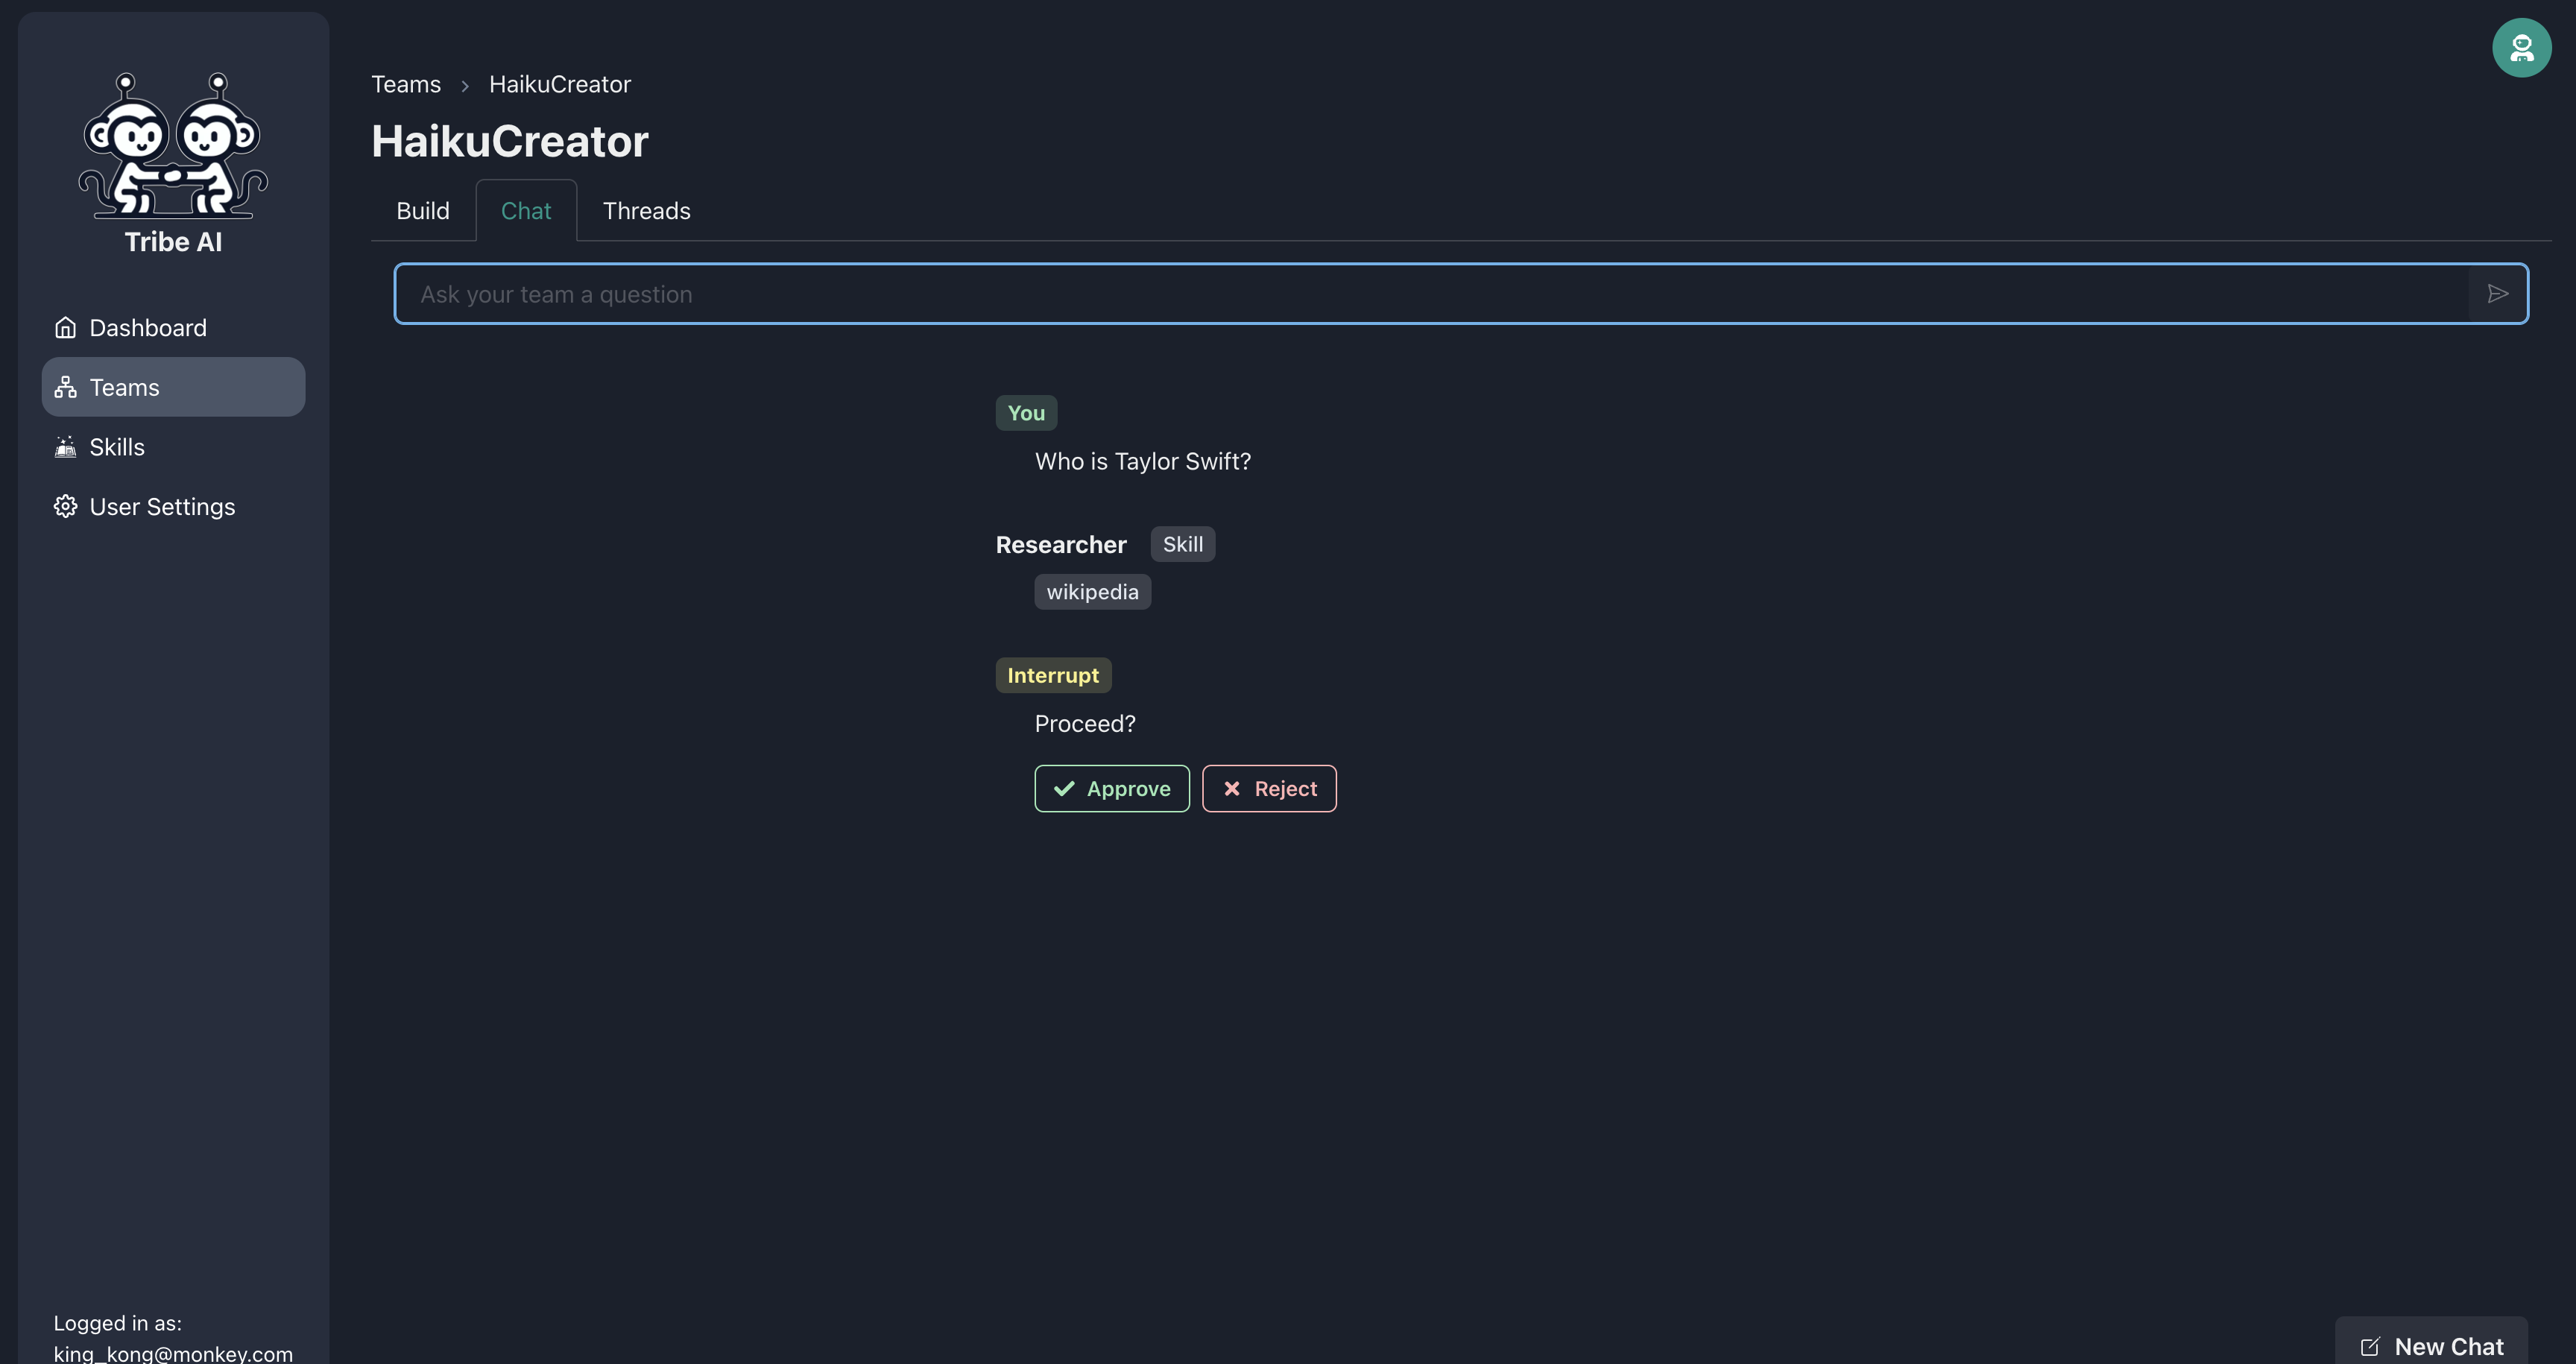 Tribe AI
Dashboard
Teams
Skills
User Settings
Logged in as:
king_kong@monkey.com
Teams › HaikuCreator
HaikuCreator
Build Chat Threads
Ask your team a question
You
Who is Taylor Swift?
Researcher Skill
wikipedia
Interrupt
Proceed?
Approve Reject
New Chat